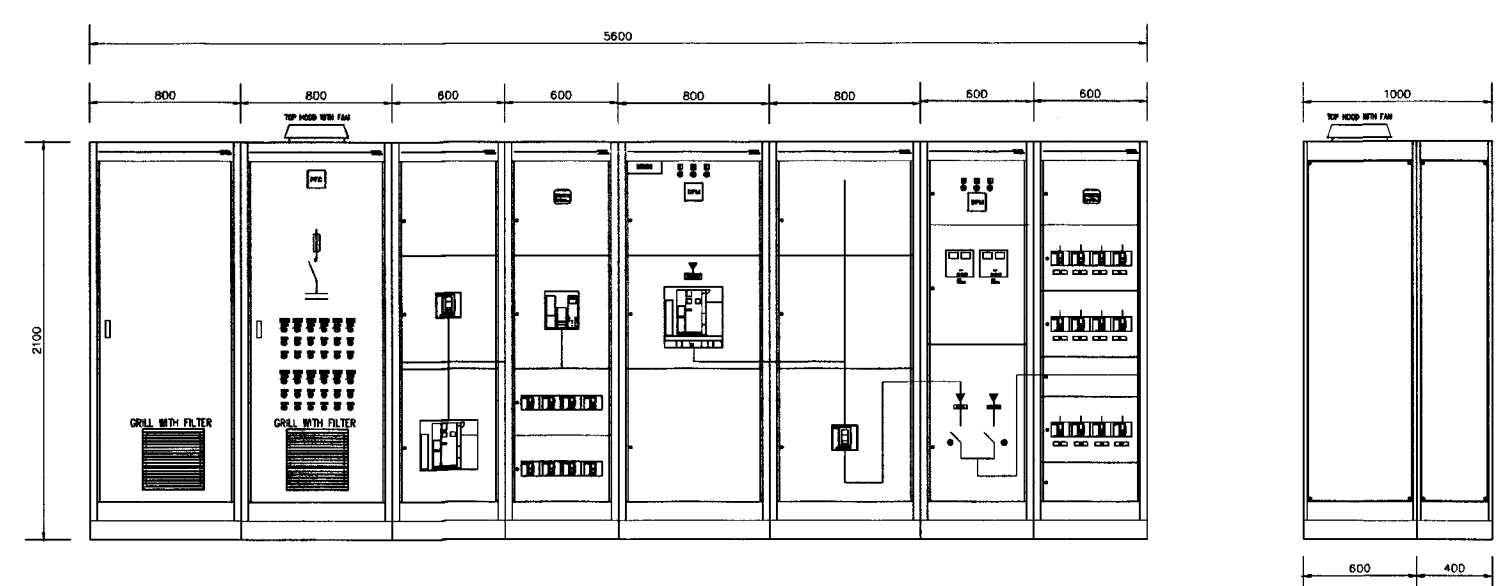 5600
800 800 600 600 800 800 600 600 1000
TOP HOOD WITH FAN TOP HOOD WITH FAN
PFC
DPM
DPM
2100
GRILL WITH FILTER GRILL WITH FILTER
600 400